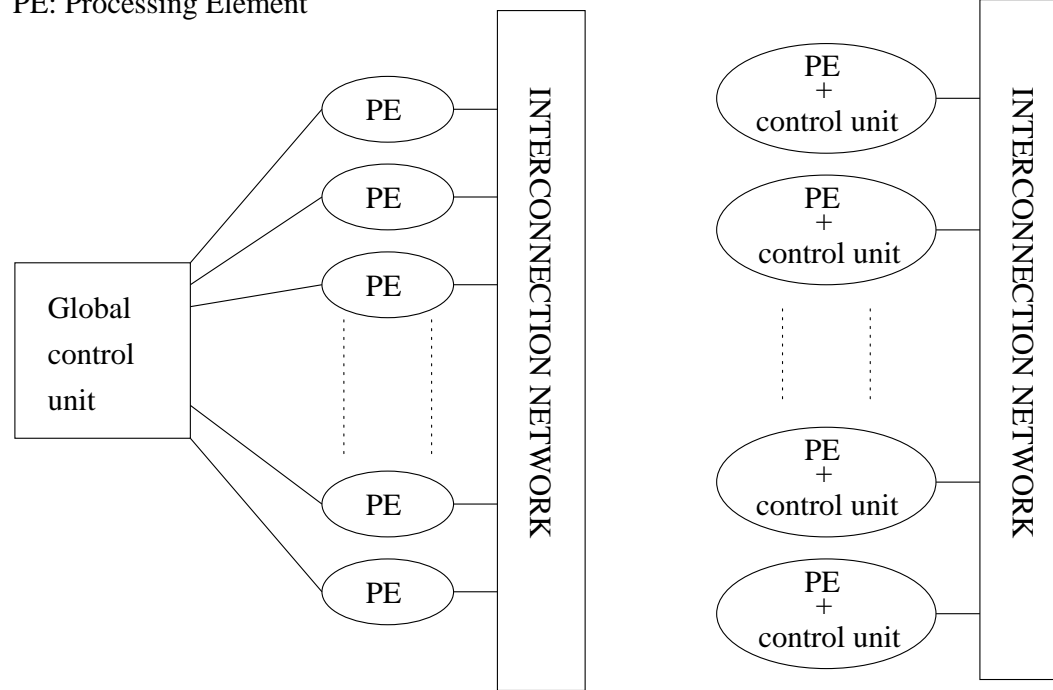 PE: Processing Element
Global
control
unit
PE
PE
PE
PE
PE
INTERCONNECTION NETWORK
PE
+
control unit
PE
+
control unit
PE
+
control unit
PE
+
control unit
INTERCONNECTION NETWORK